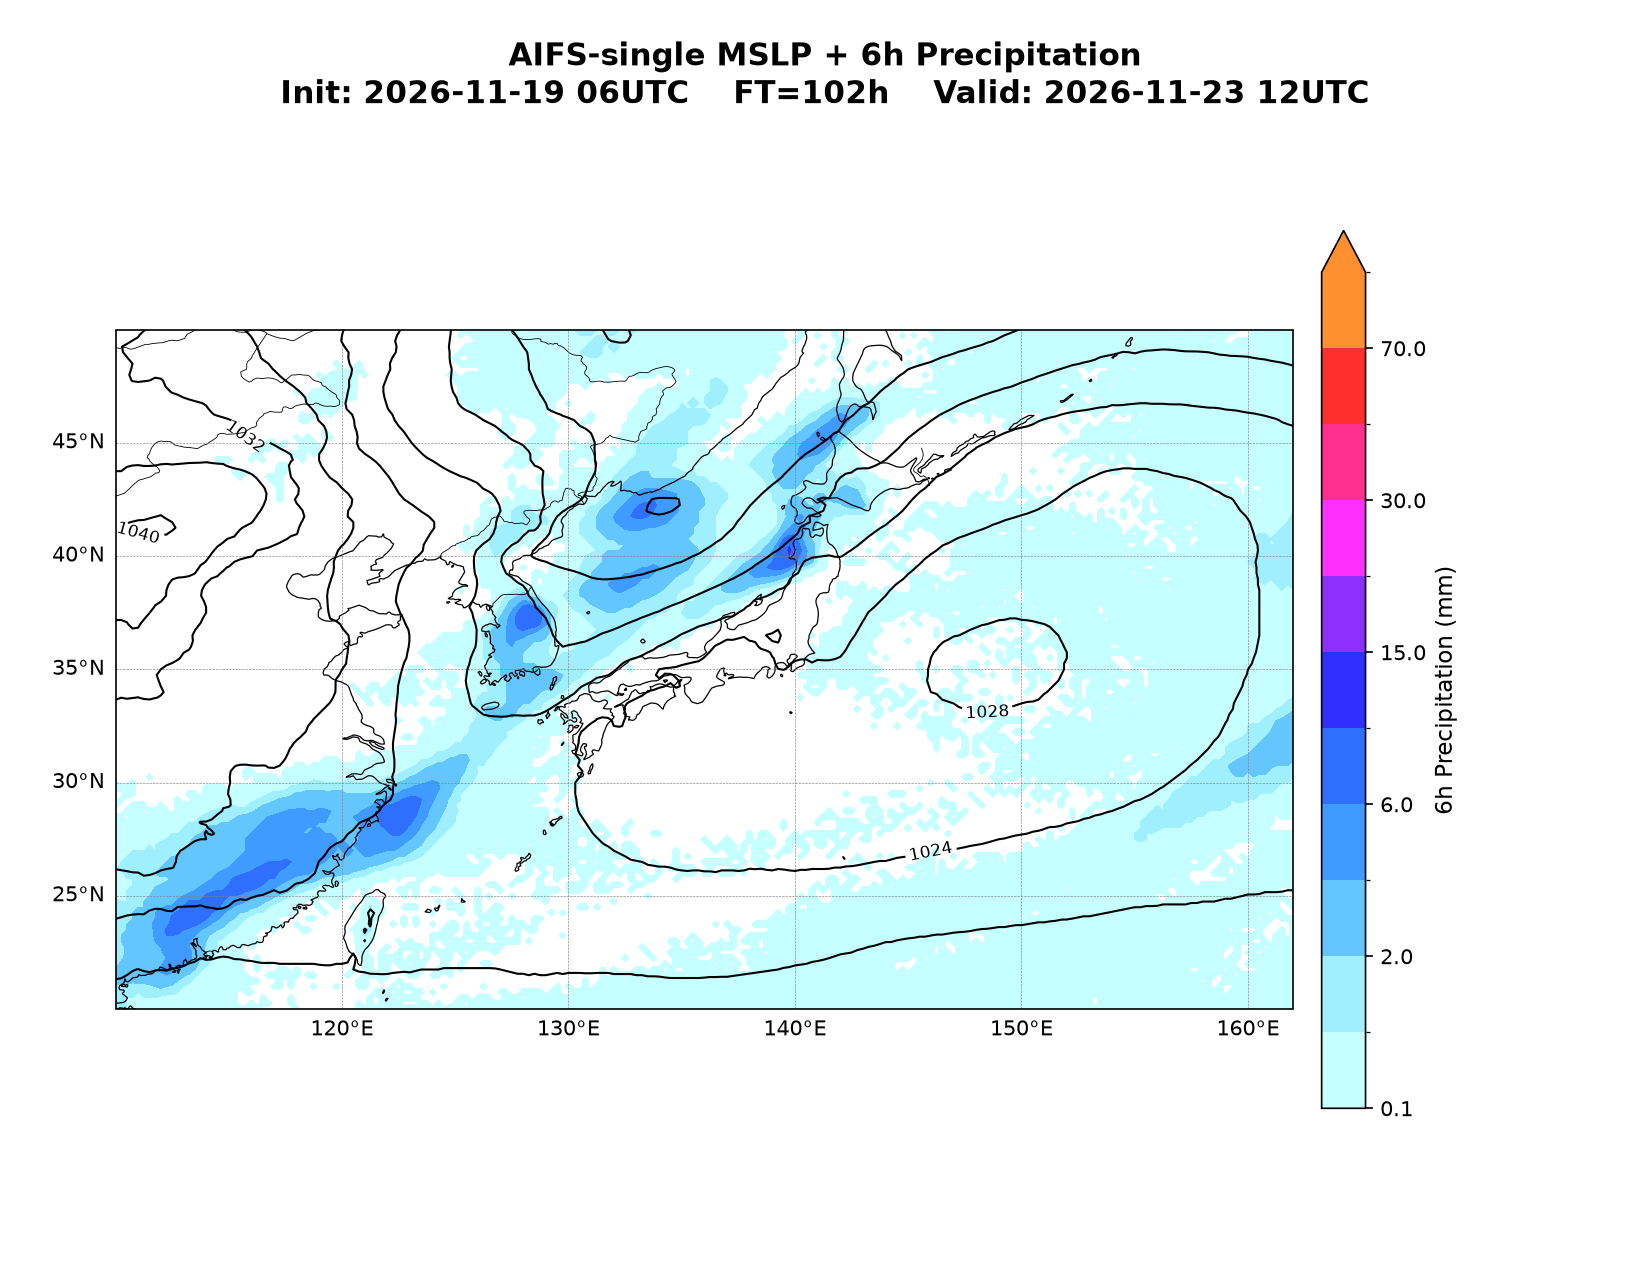 AIFS-single MSLP + 6h Precipitation
Init: 2026-11-19 06UTC    FT=102h    Valid: 2026-11-23 12UTC
45°N
40°N
35°N
30°N
25°N
120°E
130°E
140°E
150°E
160°E
1032
1040
1028
1024
70.0
30.0
15.0
6.0
2.0
0.1
6h Precipitation (mm)